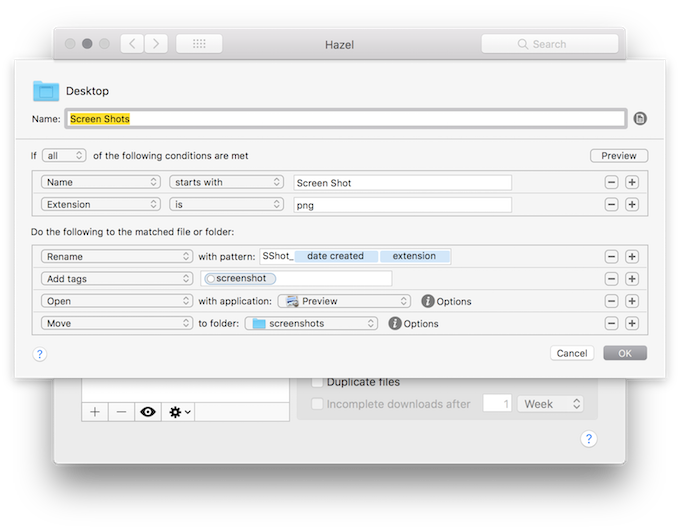 Hazel
Search
Desktop
Name: Screen Shots
If all of the following conditions are met Preview
Name starts with Screen Shot
Extension is png
Do the following to the matched file or folder:
Rename with pattern: SShot_ date created extension
Add tags screenshot
Open with application: Preview Options
Move to folder: screenshots Options
? Cancel OK
Duplicate files
Incomplete downloads after 1 Week
?